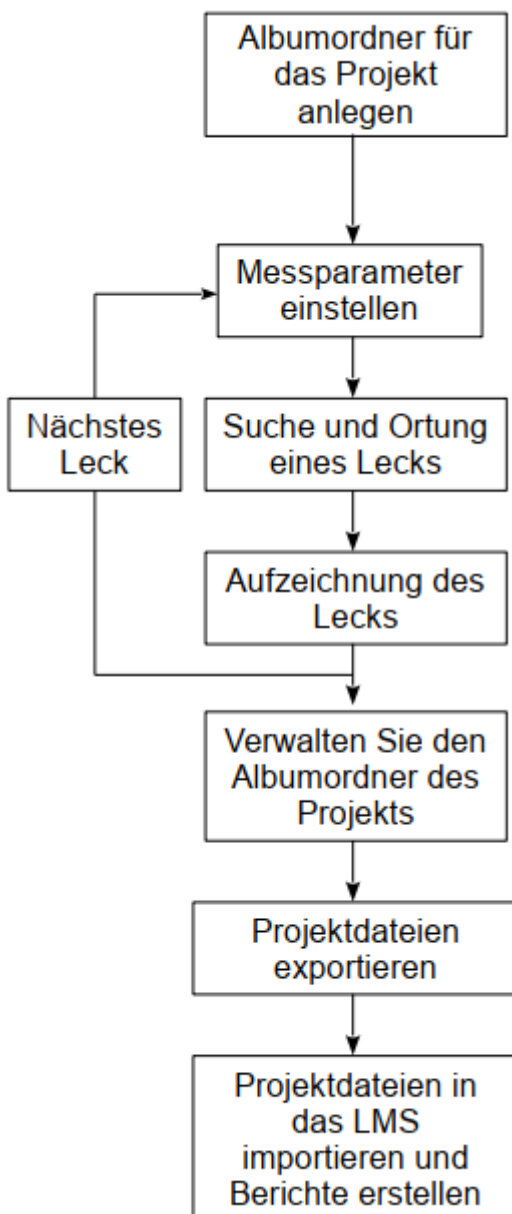 Albumordner für
das Projekt
anlegen
Messparameter
einstellen
Nächstes
Leck
Suche und Ortung
eines Lecks
Aufzeichnung des
Lecks
Verwalten Sie den
Albumordner des
Projekts
Projektdateien
exportieren
Projektdateien in
das LMS
importieren und
Berichte erstellen